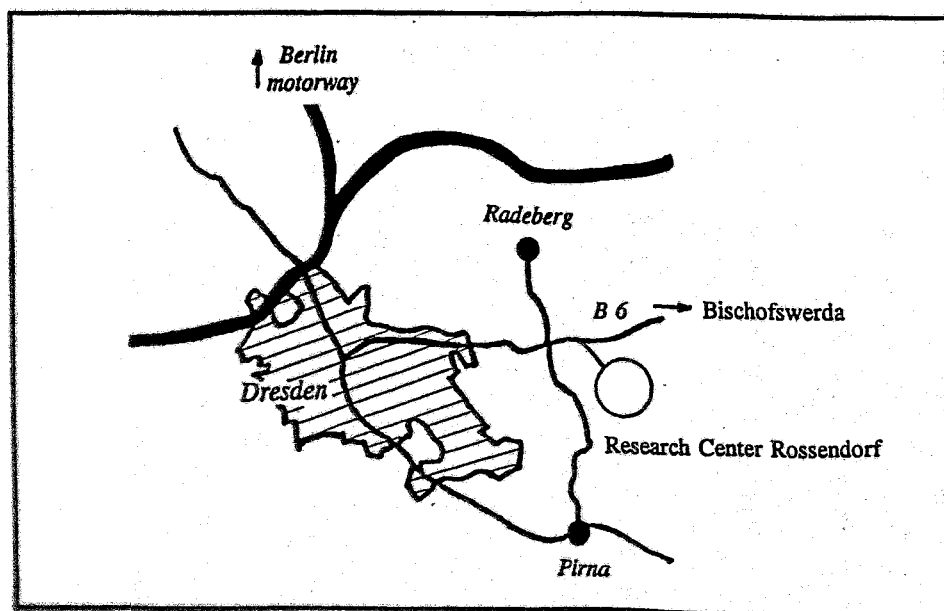 Berlin
motorway
Radeberg
B 6
Bischofswerda
Dresden
Research Center Rossendorf
Pirna